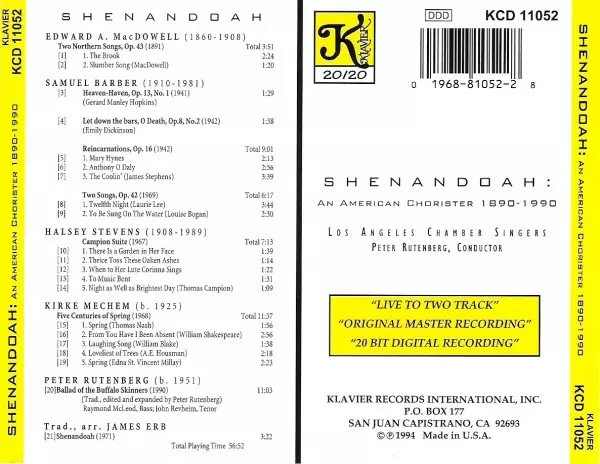 KLAVIER
KCD 11052
SHENANDOAH: AN AMERICAN CHORISTER 1890-1990
SHENANDOAH
EDWARD A. MacDOWELL (1860-1908)
Two Northern Songs, Op. 43 (1891) Total 3:51
[1] 1. The Brook 2:24
[2] 2. Slumber Song (MacDowell) 1:20
SAMUEL BARBER (1910-1981)
[3] Heaven-Haven, Op. 13, No. 1 (1941) 1:29
(Gerard Manley Hopkins)
[4] Let down the bars, O Death, Op.8, No.2 (1942) 1:38
(Emily Dickinson)
Reincarnations, Op. 16 (1942) Total 9:01
[5] 1. Mary Hynes 2:13
[6] 2. Anthony O Daly 2:56
[7] 3. The Coolin' (James Stephens) 3:39
Two Songs, Op. 42 (1969) Total 6:17
[8] 1. Twelfth Night (Laurie Lee) 3:44
[9] 2. To Be Sung On The Water (Louise Bogan) 2:30
HALSEY STEVENS (1908-1989)
Campion Suite (1967) Total 7:13
[10] 1. There Is a Garden in Her Face 1:39
[11] 2. Thrice Toss These Oaken Ashes 1:14
[12] 3. When to Her Lute Corinna Sings 1:22
[13] 4. To Music Bent 1:31
[14] 5. Night as Well as Brightest Day (Thomas Campion) 1:09
KIRKE MECHEM (b. 1925)
Five Centuries of Spring (1968) Total 11:37
[15] 1. Spring (Thomas Nash) 1:56
[16] 2. From You Have I Been Absent (William Shakespeare) 2:56
[17] 3. Laughing Song (William Blake) 1:38
[18] 4. Loveliest of Trees (A.E. Housman) 2:18
[19] 5. Spring (Edna St. Vincent Millay) 2:23
PETER RUTENBERG (b. 1951)
[20]Ballad of the Buffalo Skinners (1990) 11:03
(Trad., edited and expanded by Peter Rutenberg)
Raymond McLeod, Bass; John Revheim, Tenor
Trad., arr. JAMES ERB
[21]Shenandoah (1971) 3:22
Total Playing Time 56:52
K
KLAVIER
20/20
DDD
KCD 11052
0 1968-81052-2 8
SHENANDOAH:
AN AMERICAN CHORISTER 1890-1990
LOS ANGELES CHAMBER SINGERS
PETER RUTENBERG, CONDUCTOR
"LIVE TO TWO TRACK"
"ORIGINAL MASTER RECORDING"
"20 BIT DIGITAL RECORDING"
KLAVIER RECORDS INTERNATIONAL, INC.
P.O. BOX 177
SAN JUAN CAPISTRANO, CA 92693
©℗1994 Made in U.S.A.
SHENANDOAH: AN AMERICAN CHORISTER 1890-1990
KLAVIER
KCD 11052